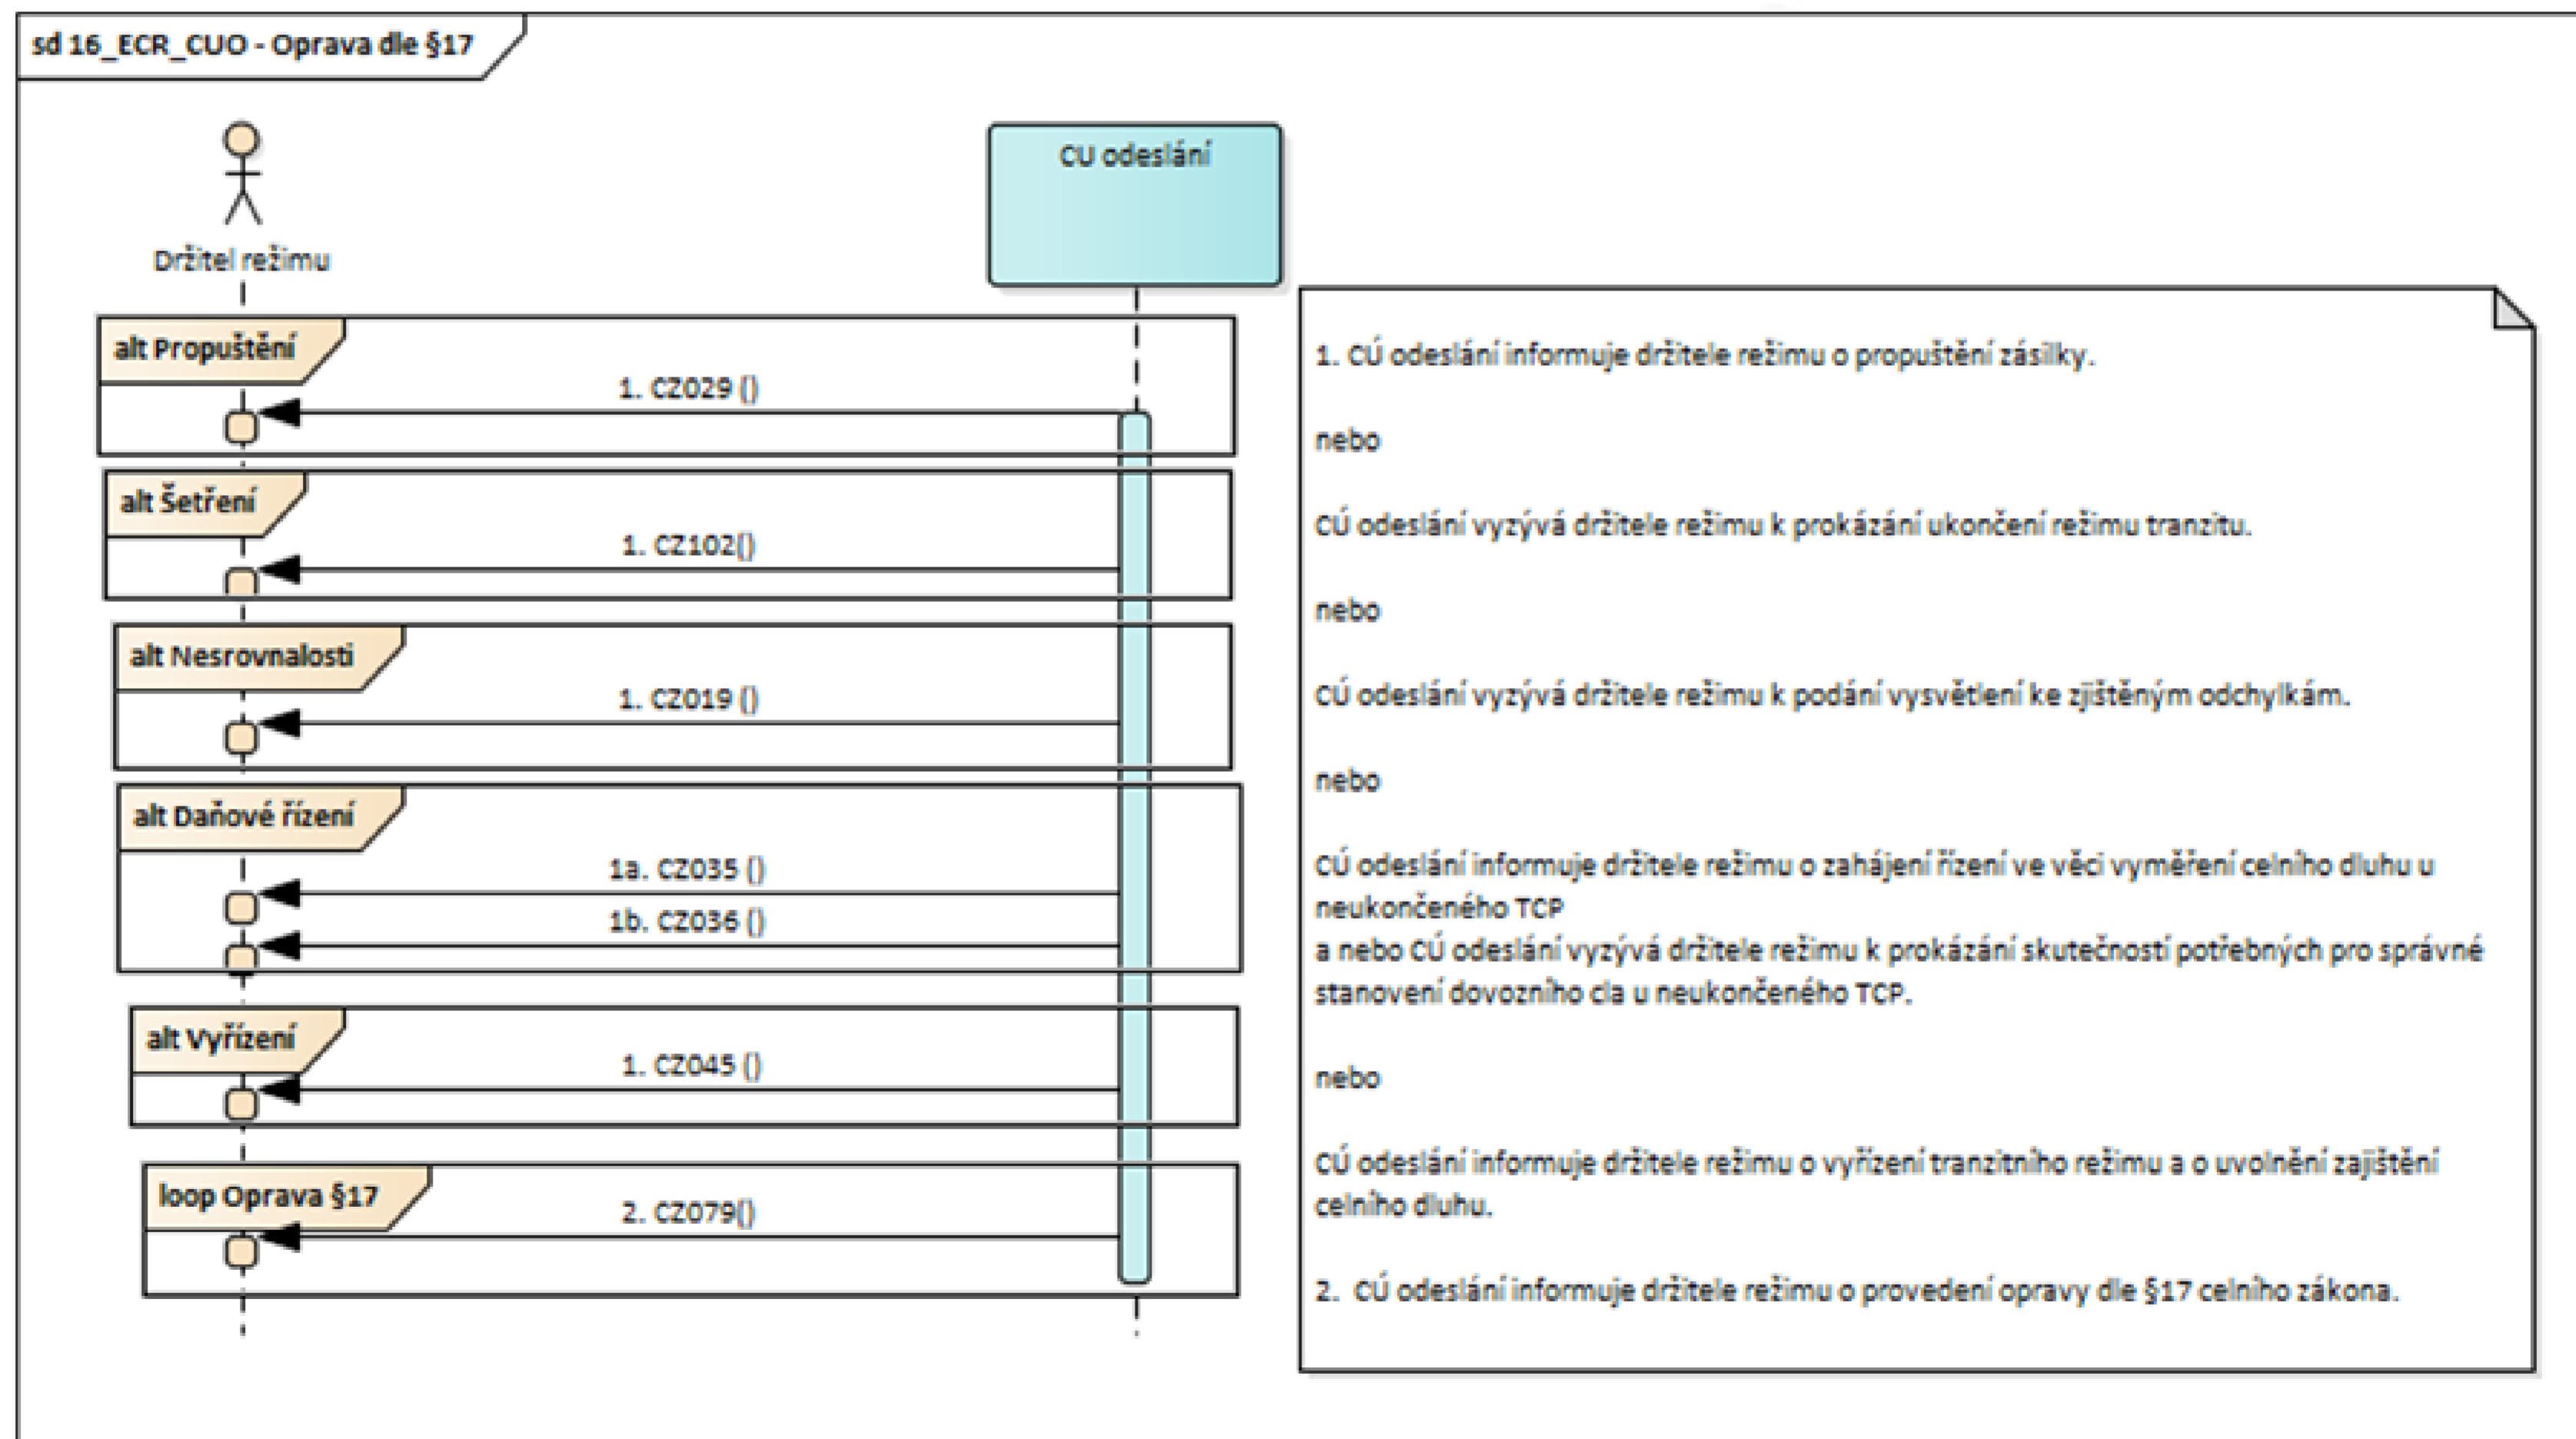 sd 16_ECR_CUO - Oprava dle §17
Držitel režimu
CU odeslání
alt Propuštění
1. CZ029 ()
alt Šetření
1. CZ102()
alt Nesrovnalosti
1. CZ019 ()
alt Daňové řízení
1a. CZ035 ()
1b. CZ036 ()
alt Vyřízení
1. CZ045 ()
loop Oprava §17
2. CZ079()
1. CÚ odeslání informuje držitele režimu o propuštění zásilky.
nebo
CÚ odeslání vyzývá držitele režimu k prokázání ukončení režimu tranzitu.
nebo
CÚ odeslání vyzývá držitele režimu k podání vysvětlení ke zjištěným odchylkám.
nebo
CÚ odeslání informuje držitele režimu o zahájení řízení ve věci vyměření celního dluhu u
neukončeného TCP
a nebo CÚ odeslání vyzývá držitele režimu k prokázání skutečností potřebných pro správné
stanovení dovozního cla u neukončeného TCP.
nebo
CÚ odeslání informuje držitele režimu o vyřízení tranzitního režimu a o uvolnění zajištění
celního dluhu.
2. CÚ odeslání informuje držitele režimu o provedení opravy dle §17 celního zákona.